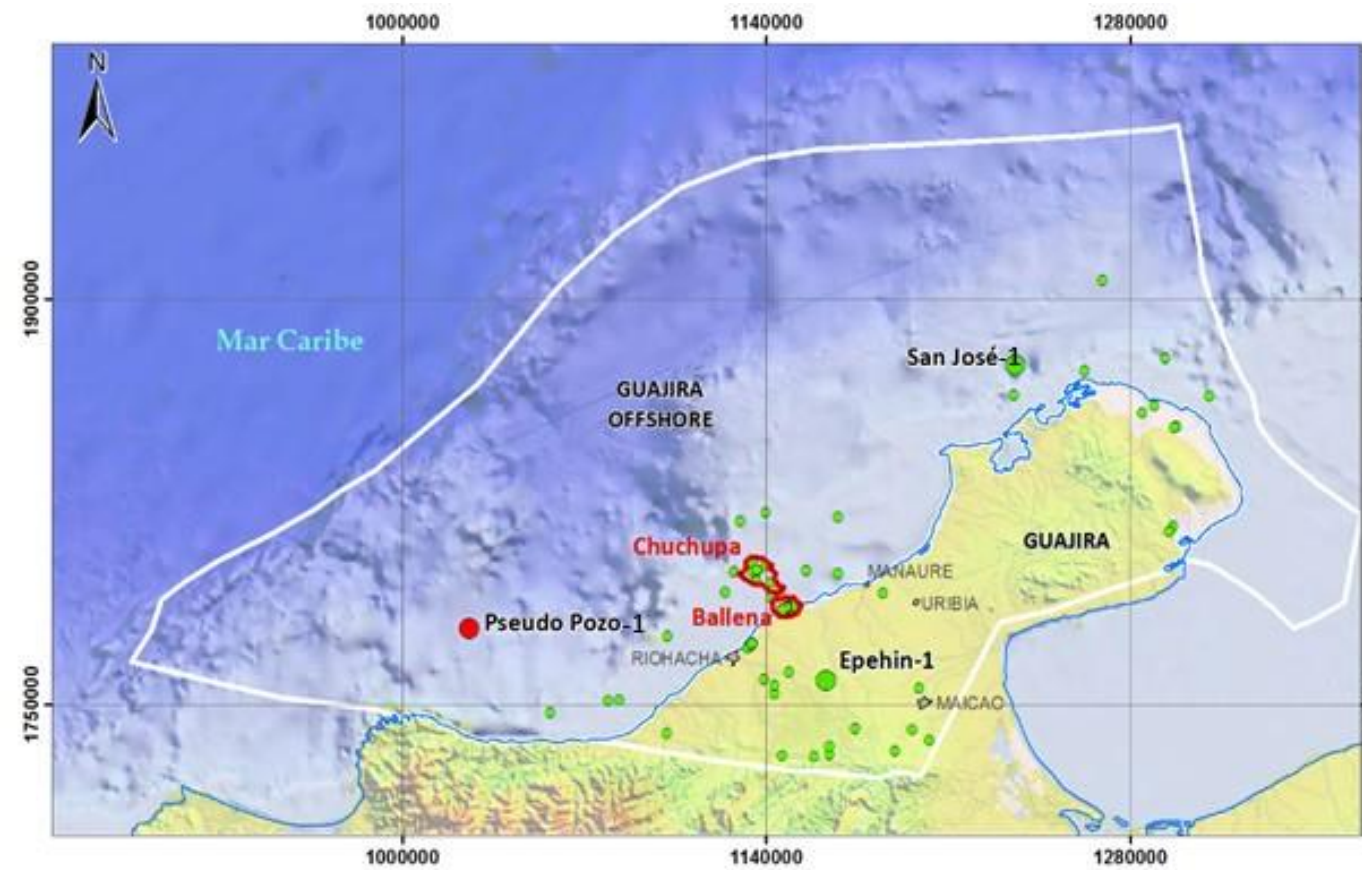 1000000
1140000
1280000
N
1900000
Mar Caribe
San José-1
GUAJIRA
OFFSHORE
GUAJIRA
Chuchupa
MANAURE
URIBIA
Ballena
Pseudo Pozo-1
RIOHACHA
Epehin-1
MAICAO
1750000
1000000
1140000
1280000